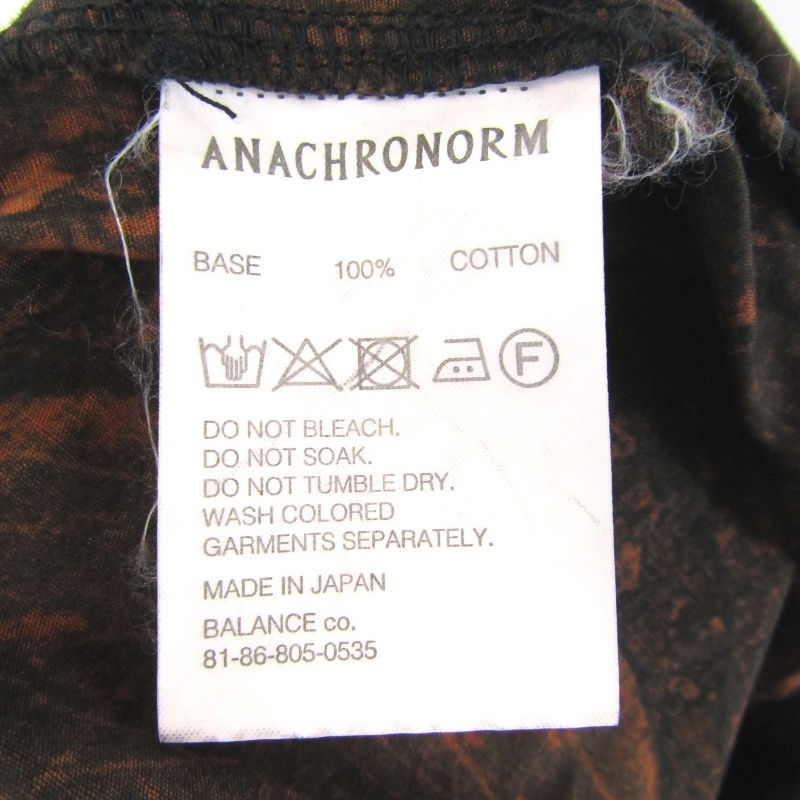 ANACHRONORM
BASE 100% COTTON
F
DO NOT BLEACH.
DO NOT SOAK.
DO NOT TUMBLE DRY.
WASH COLORED
GARMENTS SEPARATELY.
MADE IN JAPAN
BALANCE co.
81-86-805-0535